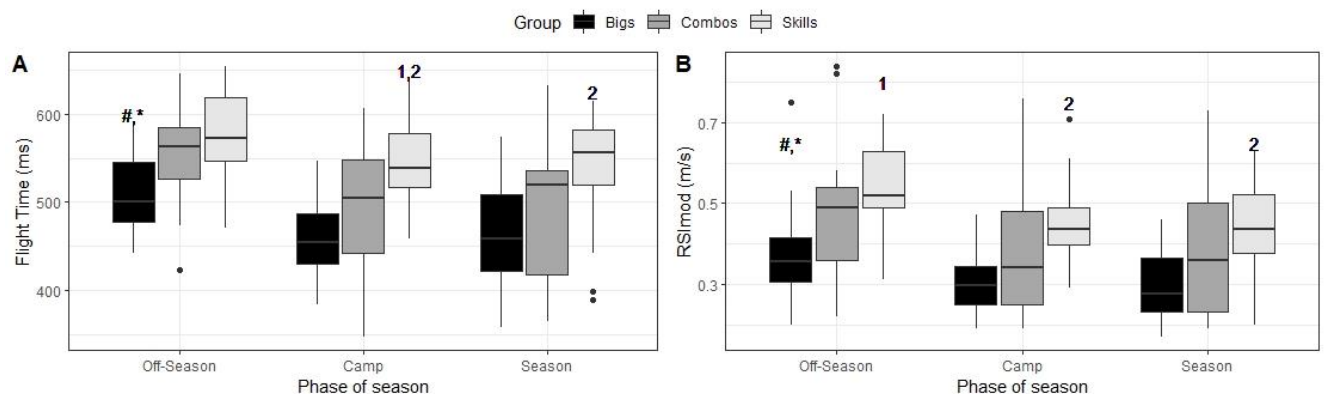 Group Bigs Combos Skills
A
Flight Time (ms)
600
500
400
#,*
1,2
2
Off-Season Camp Season
Phase of season
B
RSImod (m/s)
0.7
0.5
0.3
#,*
1
2
2
Off-Season Camp Season
Phase of season